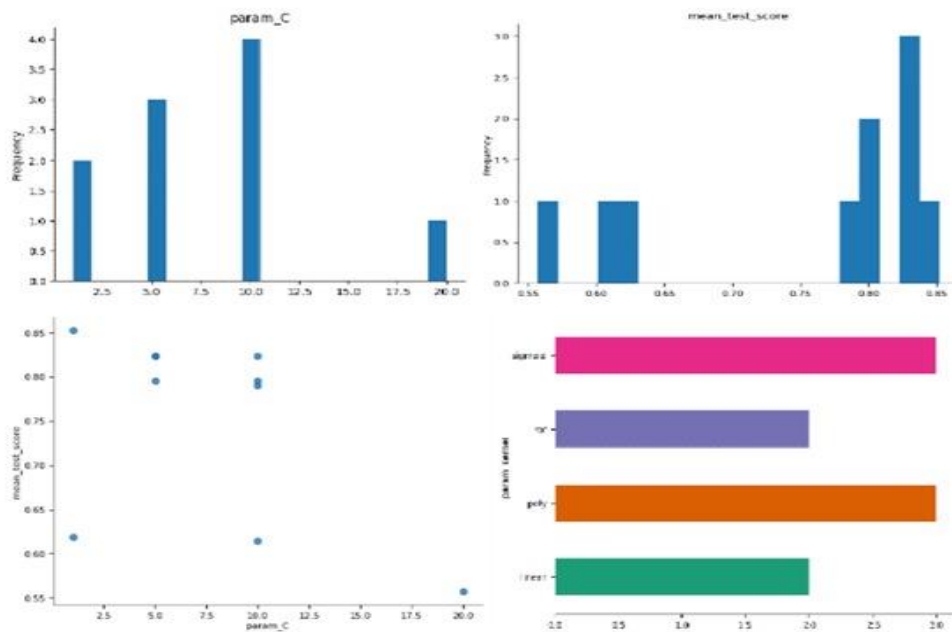 param_C
4.0
3.5
3.0
2.5
2.0
1.5
1.0
0.5
0.0
Frequency
2.5 5.0 7.5 10.0 12.5 15.0 17.5 20.0
mean_test_score
3.0
2.5
2.0
1.5
1.0
0.5
0.0
Frequency
0.55 0.60 0.65 0.70 0.75 0.80 0.85
0.85
0.80
0.75
0.70
0.65
0.60
0.55
mean_test_score
2.5 5.0 7.5 10.0 12.5 15.0 17.5 20.0
param_C
sigmoid
rbf
poly
linear
param_kernel
0.0 0.5 1.0 1.5 2.0 2.5 3.0